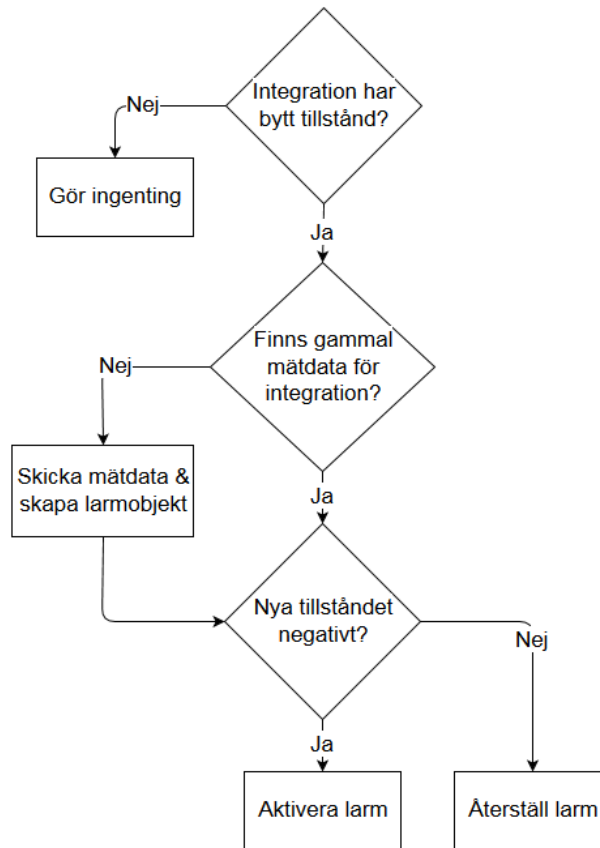 Integration har
bytt tillstånd?
Nej
Gör ingenting
Ja
Finns gammal
mätdata för
integration?
Nej
Skicka mätdata &
skapa larmobjekt
Ja
Nya tillståndet
negativt?
Nej
Ja
Aktivera larm
Återställ larm